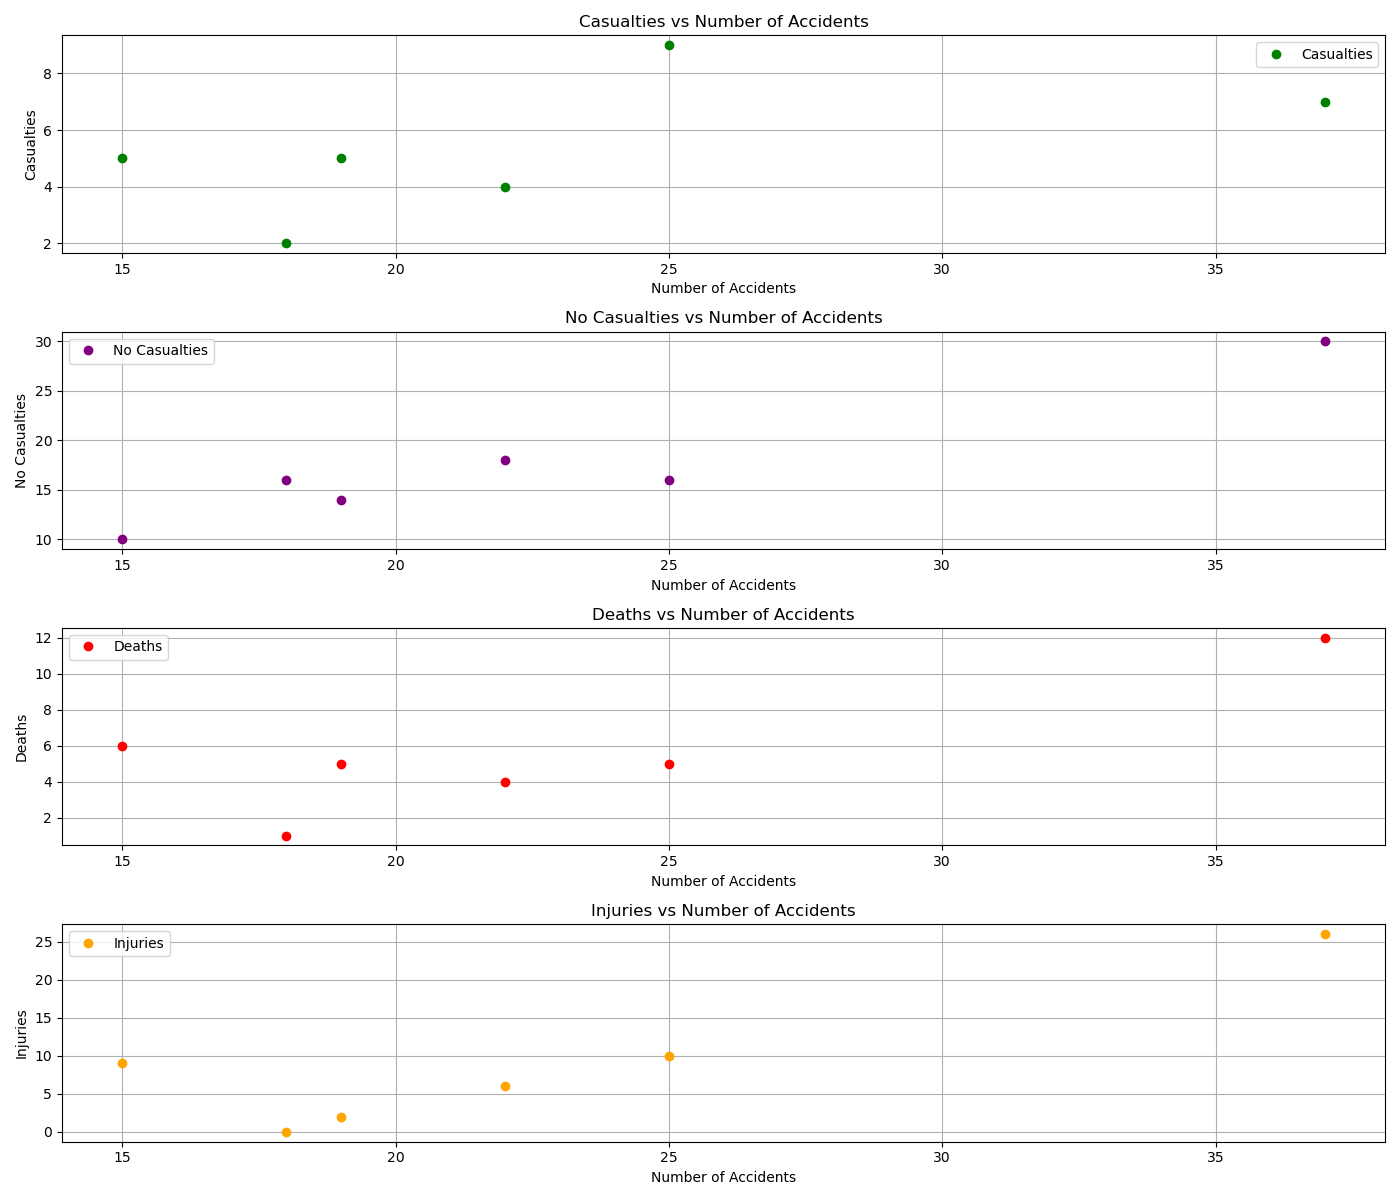 Casualties vs Number of Accidents
Casualties
8
6
4
2
Casualties
15 20 25 30 35
Number of Accidents
No Casualties vs Number of Accidents
No Casualties
30
25
20
15
10
No Casualties
15 20 25 30 35
Number of Accidents
Deaths vs Number of Accidents
Deaths
12
10
8
6
4
2
Deaths
15 20 25 30 35
Number of Accidents
Injuries vs Number of Accidents
Injuries
25
20
15
10
5
0
Injuries
15 20 25 30 35
Number of Accidents